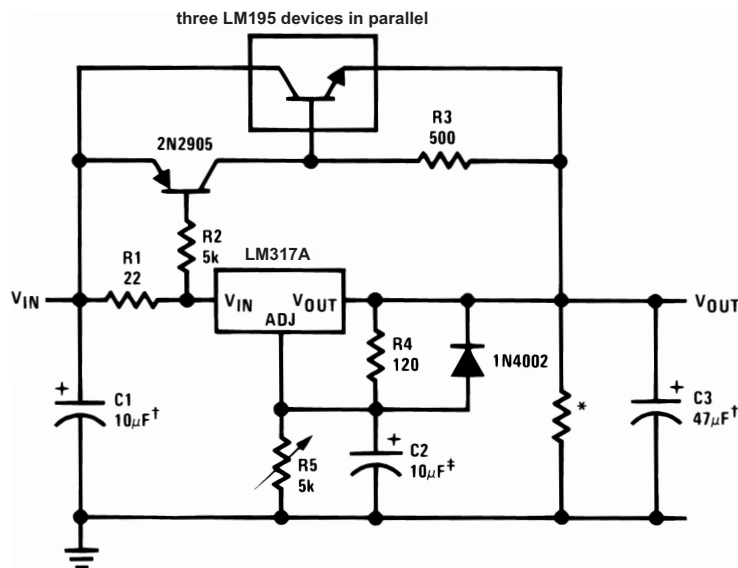 three LM195 devices in parallel
2N2905
R3
500
R1
22
R2
5k
LM317A
VIN
VIN
VOUT
ADJ
VOUT
R4
120
1N4002
+
C1
10µF†
R5
5k
+
C2
10µF‡
*
+
C3
47µF†